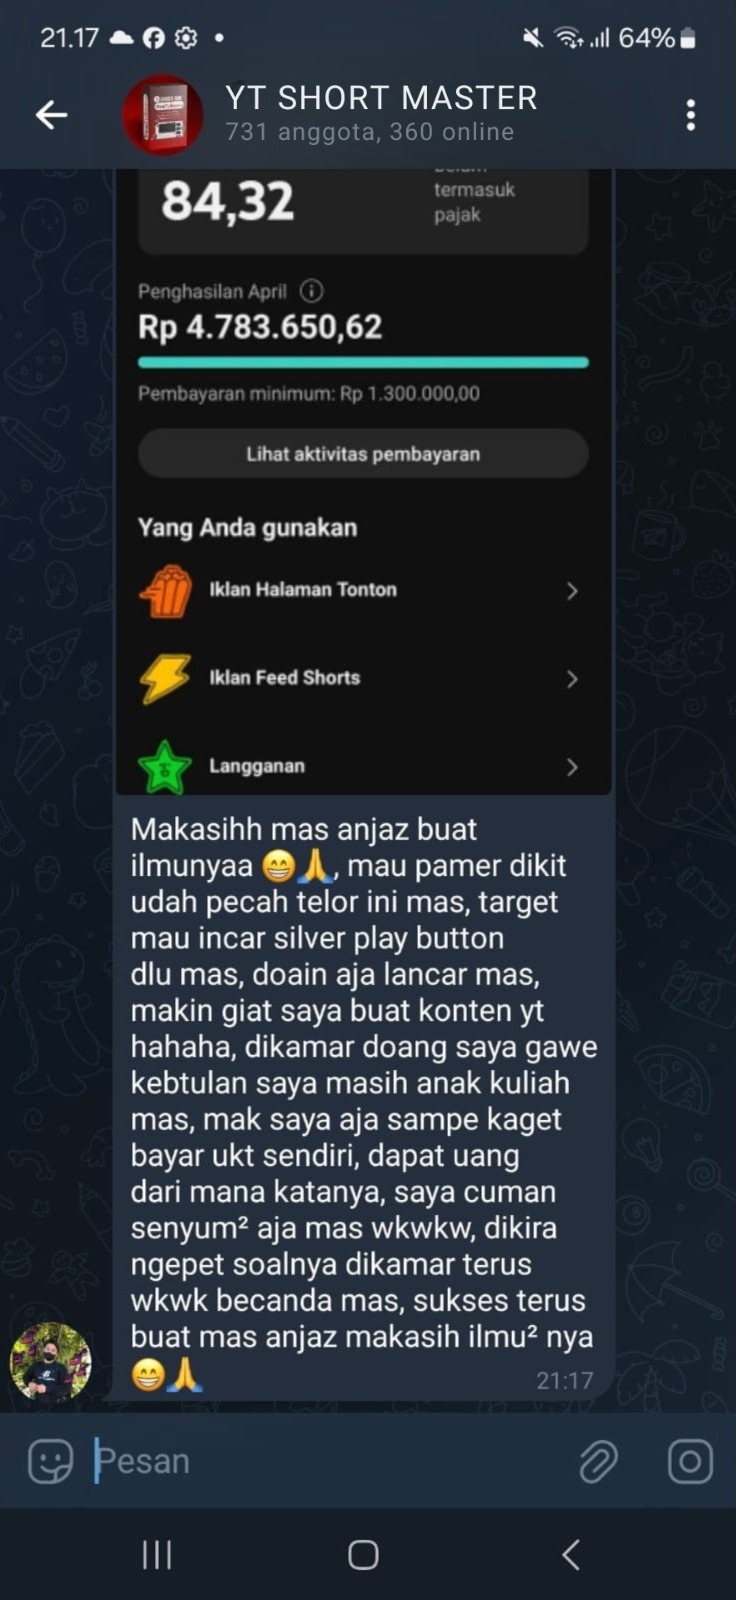 21.17
64%
YT SHORT MASTER
731 anggota, 360 online
84,32
termasuk
pajak
Penghasilan April
Rp 4.783.650,62
Pembayaran minimum: Rp 1.300.000,00
Lihat aktivitas pembayaran
Yang Anda gunakan
Iklan Halaman Tonton
Iklan Feed Shorts
Langganan
Makasihh mas anjaz buat
ilmunyaa 😁🙏, mau pamer dikit
udah pecah telor ini mas, target
mau incar silver play button
dlu mas, doain aja lancar mas,
makin giat saya buat konten yt
hahaha, dikamar doang saya gawe
kebtulan saya masih anak kuliah
mas, mak saya aja sampe kaget
bayar ukt sendiri, dapat uang
dari mana katanya, saya cuman
senyum² aja mas wkwkw, dikira
ngepet soalnya dikamar terus
wkwk becanda mas, sukses terus
buat mas anjaz makasih ilmu² nya
😁🙏
21:17
Pesan